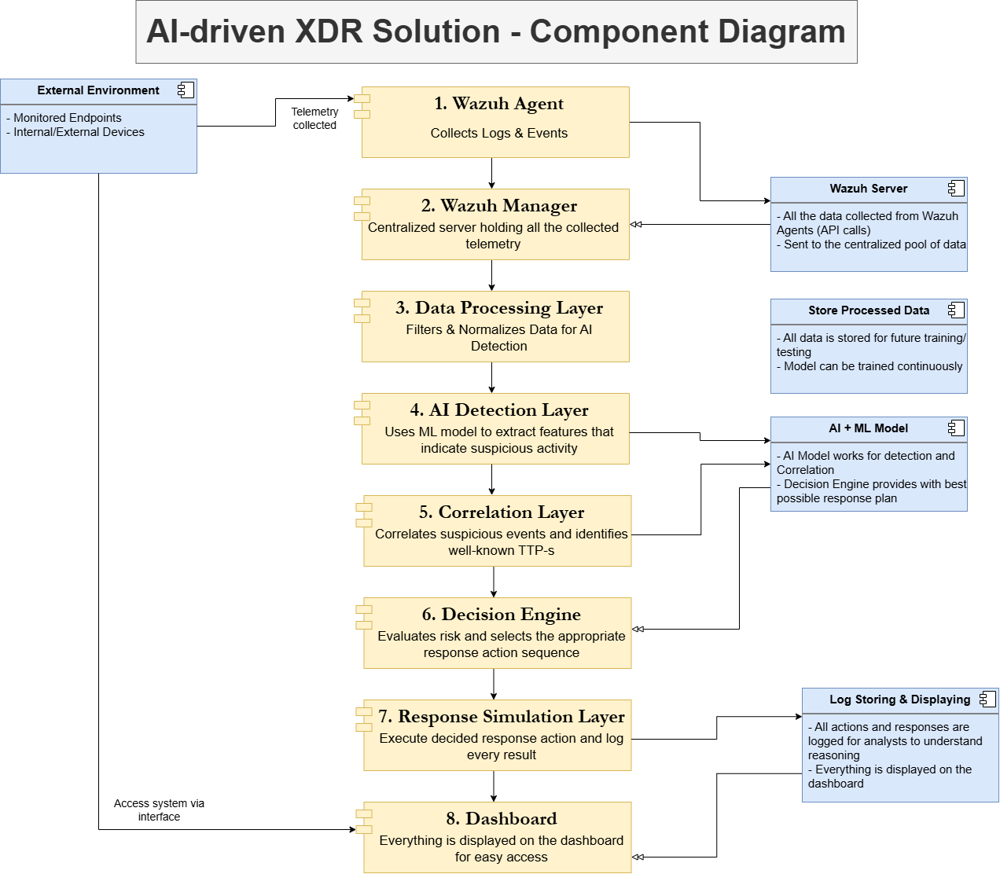 AI-driven XDR Solution - Component Diagram
External Environment
- Monitored Endpoints
- Internal/External Devices
Telemetry
collected
1. Wazuh Agent
Collects Logs & Events
2. Wazuh Manager
Centralized server holding all the collected
telemetry
Wazuh Server
- All the data collected from Wazuh
Agents (API calls)
- Sent to the centralized pool of data
3. Data Processing Layer
Filters & Normalizes Data for AI
Detection
Store Processed Data
- All data is stored for future training/
testing
- Model can be trained continuously
4. AI Detection Layer
Uses ML model to extract features that
indicate suspicious activity
AI + ML Model
- AI Model works for detection and
Correlation
- Decision Engine provides with best
possible response plan
5. Correlation Layer
Correlates suspicious events and identifies
well-known TTP-s
6. Decision Engine
Evaluates risk and selects the appropriate
response action sequence
7. Response Simulation Layer
Execute decided response action and log
every result
Log Storing & Displaying
- All actions and responses are
logged for analysts to understand
reasoning
- Everything is displayed on the
dashboard
Access system via
interface
8. Dashboard
Everything is displayed on the dashboard
for easy access